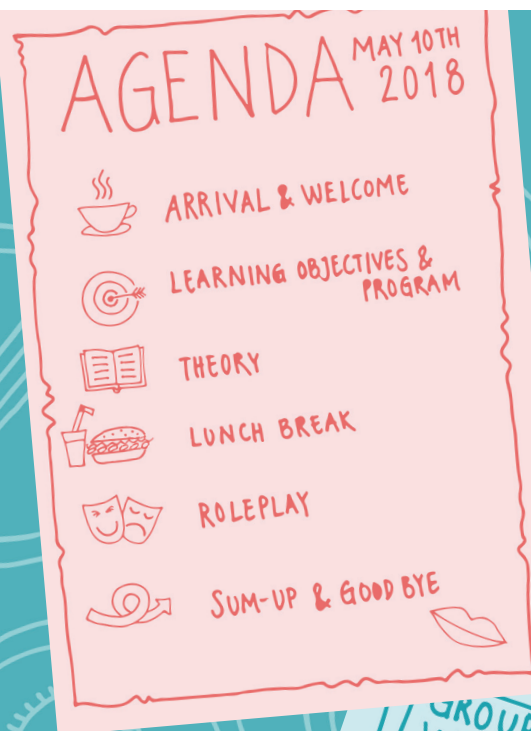 AGENDA MAY 10TH
2018
ARRIVAL & WELCOME
LEARNING OBJECTIVES &
PROGRAM
THEORY
LUNCH BREAK
ROLEPLAY
SUM-UP & GOOD BYE